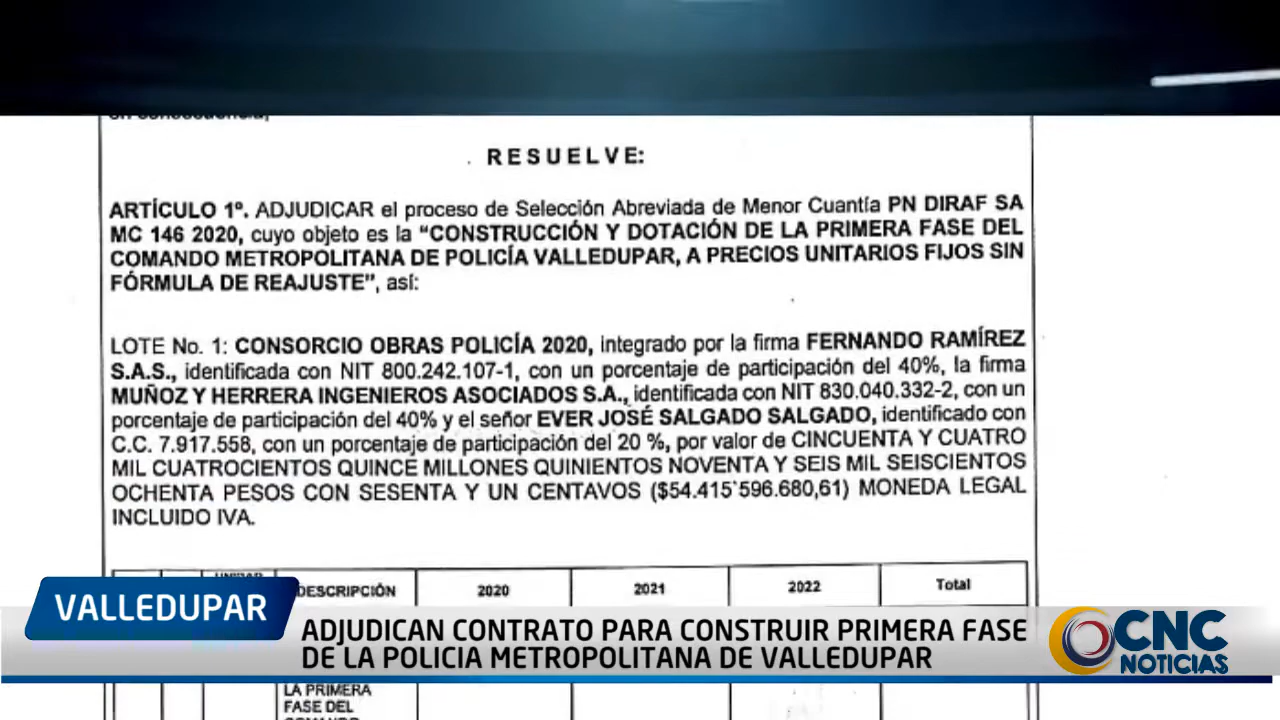 en consecuencia,
RESUELVE:
ARTÍCULO 1º. ADJUDICAR el proceso de Selección Abreviada de Menor Cuantía PN DIRAF SA
MC 146 2020, cuyo objeto es la “CONSTRUCCIÓN Y DOTACIÓN DE LA PRIMERA FASE DEL
COMANDO METROPOLITANA DE POLICÍA VALLEDUPAR, A PRECIOS UNITARIOS FIJOS SIN
FÓRMULA DE REAJUSTE”, así:
LOTE No. 1: CONSORCIO OBRAS POLICÍA 2020, integrado por la firma FERNANDO RAMÍREZ
S.A.S., identificada con NIT 800.242.107-1, con un porcentaje de participación del 40%, la firma
MUÑOZ Y HERRERA INGENIEROS ASOCIADOS S.A., identificada con NIT 830.040.332-2, con un
porcentaje de participación del 40% y el señor EVER JOSÉ SALGADO SALGADO, identificado con
C.C. 7.917.558, con un porcentaje de participación del 20 %, por valor de CINCUENTA Y CUATRO
MIL CUATROCIENTOS QUINCE MILLONES QUINIENTOS NOVENTA Y SEIS MIL SEISCIENTOS
OCHENTA PESOS CON SESENTA Y UN CENTAVOS ($54.415`596.680,61) MONEDA LEGAL
INCLUIDO IVA.
DESCRIPCIÓN 2020 2021 2022 Total
VALLEDUPAR
ADJUDICAN CONTRATO PARA CONSTRUIR PRIMERA FASE
DE LA POLICIA METROPOLITANA DE VALLEDUPAR
CNC
NOTICIAS
LA PRIMERA
FASE DEL